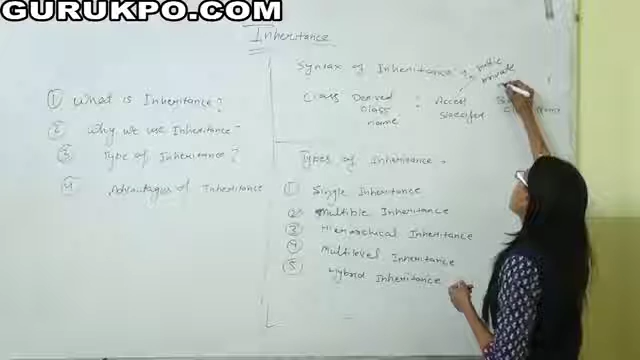 GURUKPO.COM
Inheritance
① What is Inheritance?
② Why we use Inheritance
③ Type of Inheritance?
④ Advantages of Inheritance
Syntax of Inheritance :-
public
private
Class Derived : Access
Class specifier
name
Types of Inheritance -
① Single Inheritance
② Multible Inheritance
③ Hierarchical Inheritance
④ Multilevel Inheritance
⑤ Hybrid Inheritance